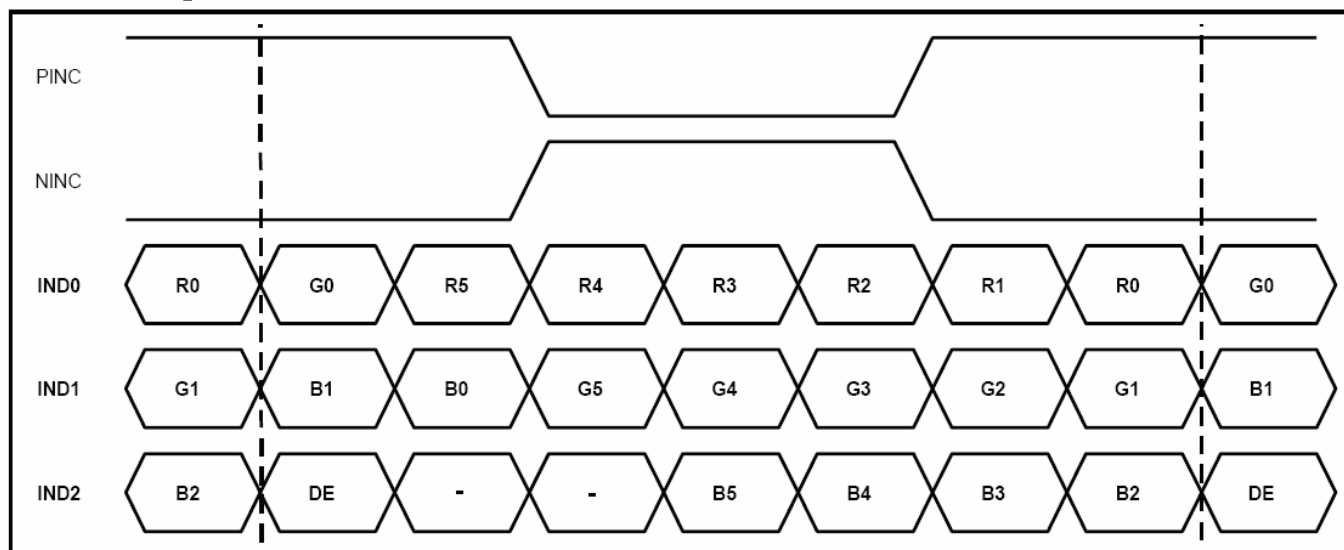 PINC
NINC
IND0 R0 G0 R5 R4 R3 R2 R1 R0 G0
IND1 G1 B1 B0 G5 G4 G3 G2 G1 B1
IND2 B2 DE - - B5 B4 B3 B2 DE